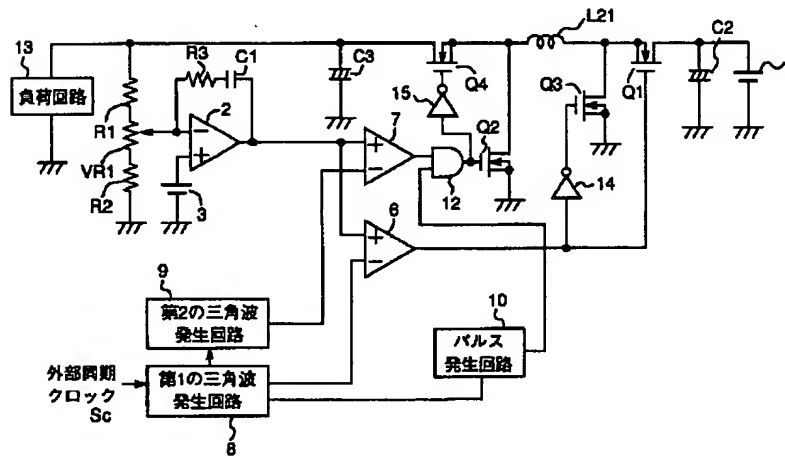 L21
C2
13
負荷回路
R3
C1
C3
Q4
Q3
Q1
15
2
R1
7
Q2
VR1
12
14
R2
3
6
9
第2の三角波
発生回路
10
パルス
発生回路
外部同期
クロック
Sc
第1の三角波
発生回路
8